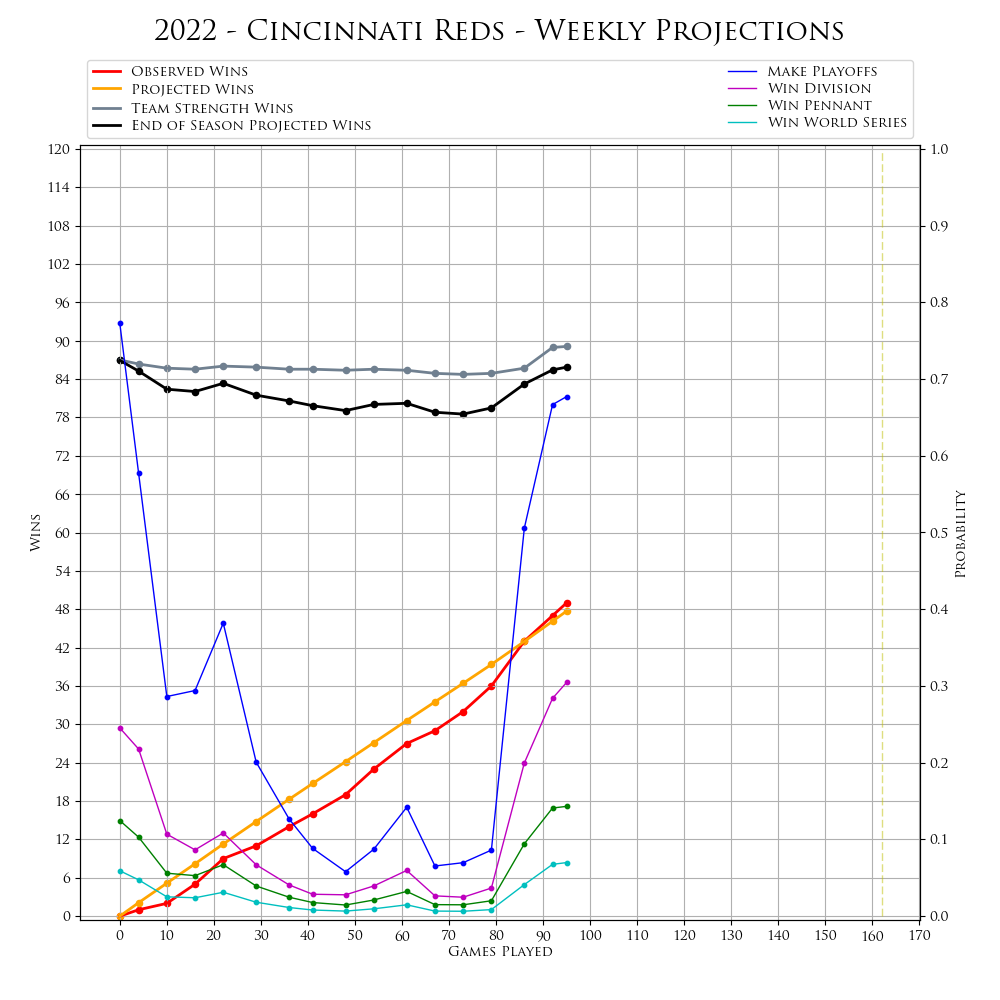 2022 - Cincinnati Reds - Weekly Projections
Observed Wins
Projected Wins
Team Strength Wins
End of Season Projected Wins
Make Playoffs
Win Division
Win Pennant
Win World Series
120
114
108
102
96
90
84
78
72
66
60
54
48
42
36
30
24
18
12
6
0
Wins
1.0
0.9
0.8
0.7
0.6
0.5
0.4
0.3
0.2
0.1
0.0
Probability
0 10 20 30 40 50 60 70 80 90 100 110 120 130 140 150 160 170
Games Played